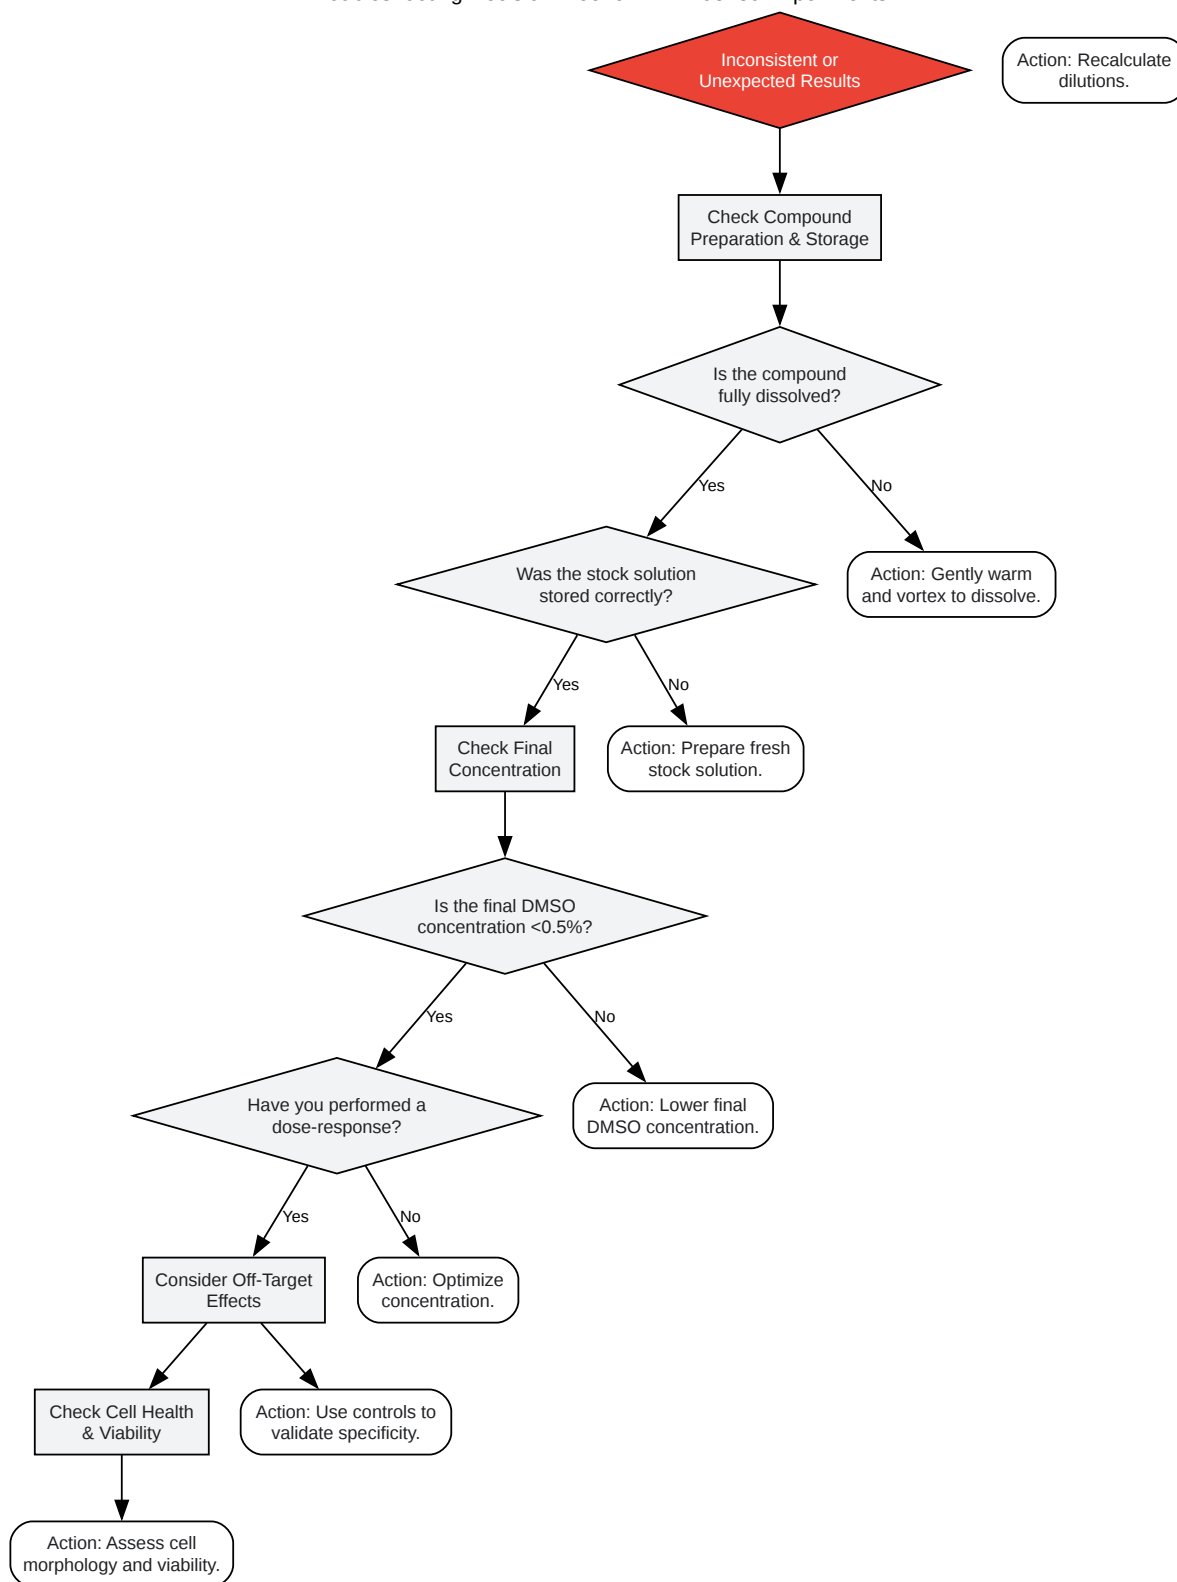 Inconsistent or
Unexpected Results
Action: Recalculate
dilutions.
Check Compound
Preparation & Storage
Is the compound
fully dissolved?
Yes
No
Was the stock solution
stored correctly?
Action: Gently warm
and vortex to dissolve.
Yes
No
Check Final
Concentration
Action: Prepare fresh
stock solution.
Is the final DMSO
concentration <0.5%?
Yes
No
Have you performed a
dose-response?
Action: Lower final
DMSO concentration.
Yes
No
Consider Off-Target
Effects
Action: Optimize
concentration.
Check Cell Health
& Viability
Action: Use controls to
validate specificity.
Action: Assess cell
morphology and viability.